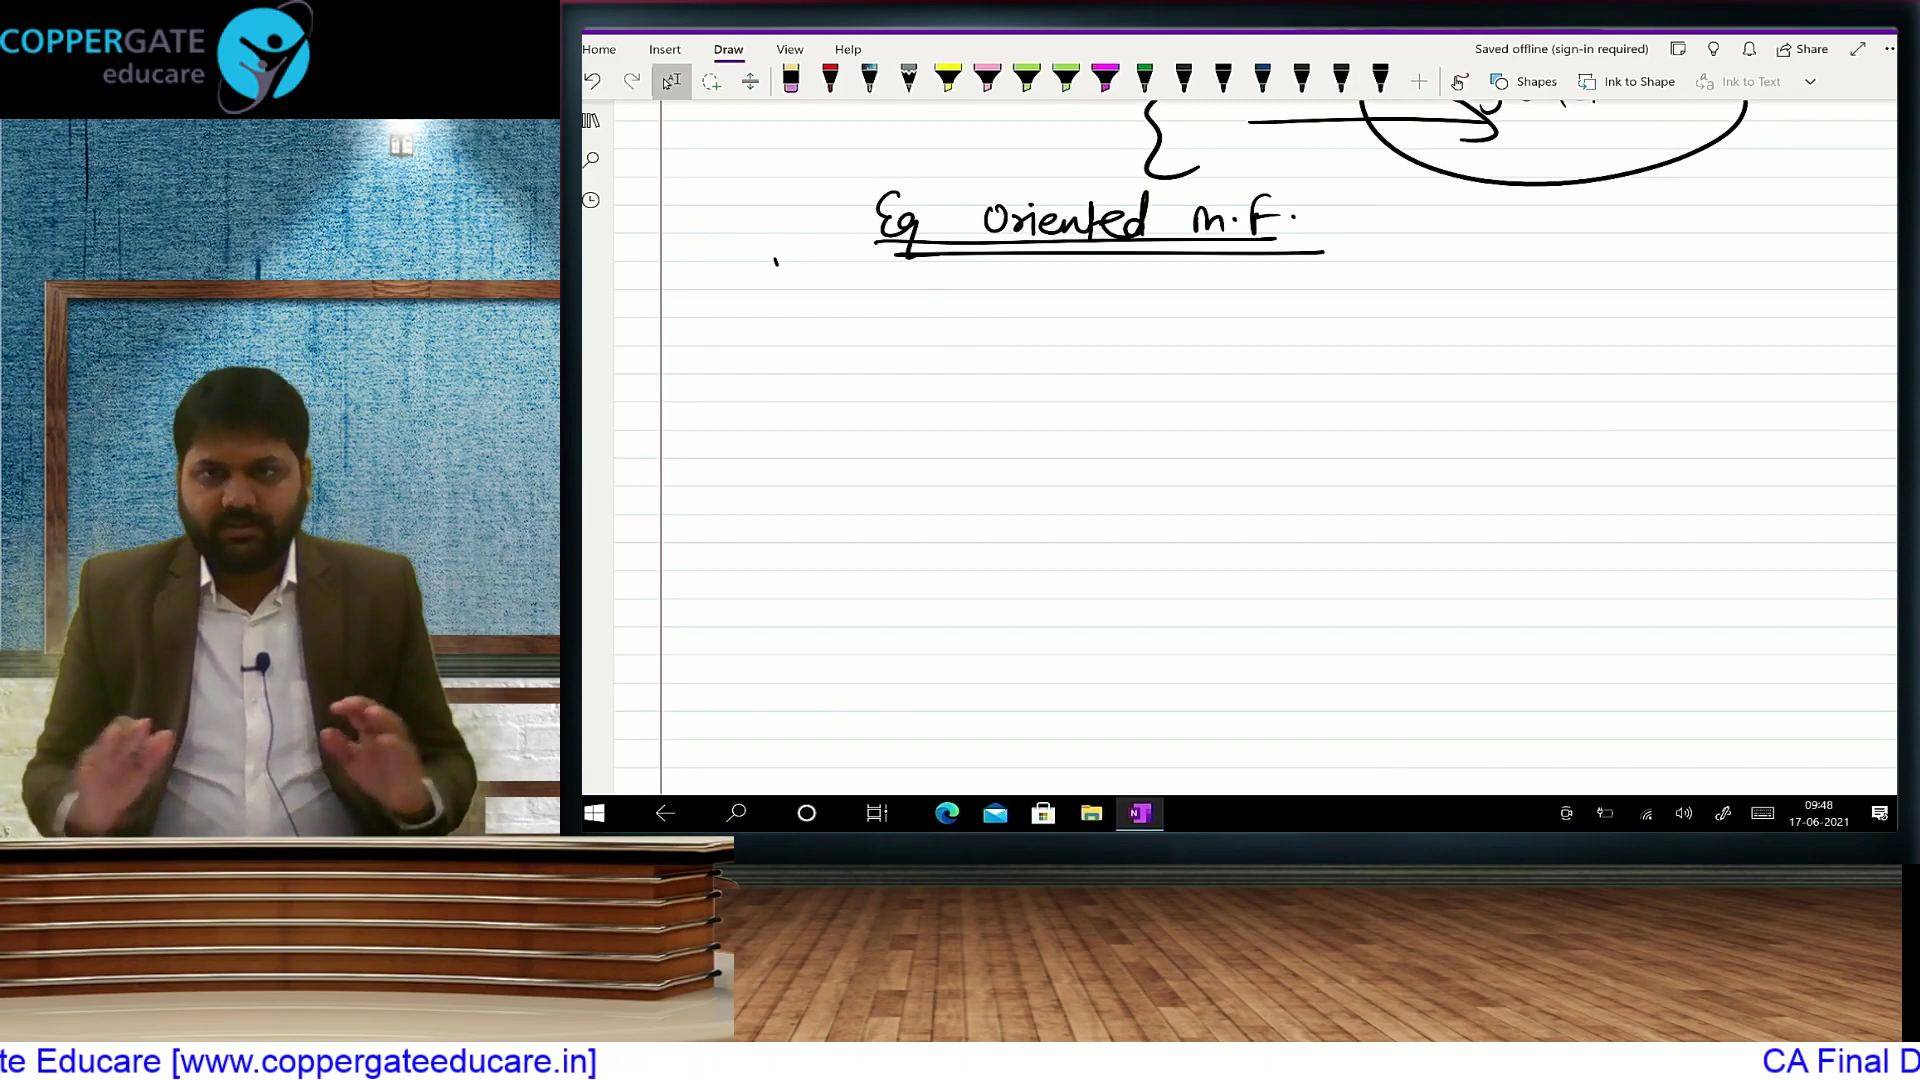 COPPERGATE
educare
Home Insert Draw View Help Saved offline (sign-in required) Share
Shapes Ink to Shape Ink to Text
Eq Oriented M.F.
09:48
17-06-2021
te Educare [www.coppergateeducare.in] CA Final D